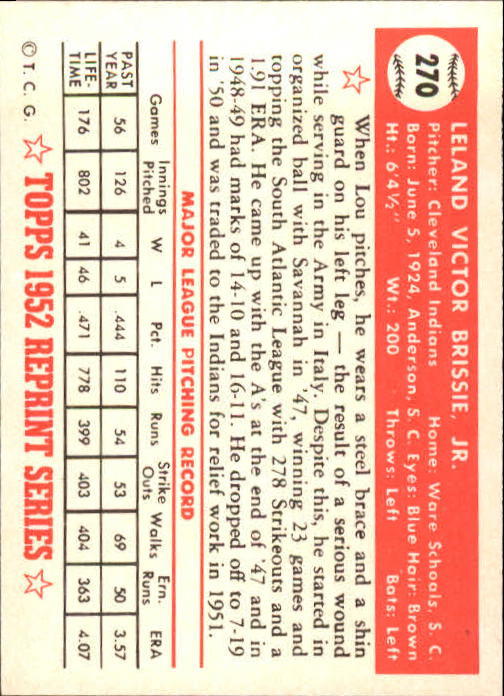 270
LELAND VICTOR BRISSIE, JR.
Pitcher: Cleveland Indians Home: Ware Schoals, S. C.
Born: June 5, 1924, Anderson, S. C. Eyes: Blue Hair: Brown
Ht.: 6'4½" Wt.: 200 Throws: Left Bats: Left
When Lou pitches, he wears a steel brace and a shin
guard on his left leg — the result of a serious wound
while serving in the Army in Italy. Despite this, he started in
organized ball with Savannah in '47, winning 23 games and
topping the South Atlantic League with 278 Strikeouts and a
1.91 ERA. He came up with the A's at the end of '47 and in
1948-49 had marks of 14-10 and 16-11. He dropped off to 7-19
in '50 and was traded to the Indians for relief work in 1951.
MAJOR LEAGUE PITCHING RECORD
Games Innings Pitched W L Pct. Hits Runs Strike Outs Walks Ern. Runs ERA
PAST YEAR 56 126 4 5 .444 110 54 53 69 50 3.57
LIFE-TIME 176 802 41 46 .471 778 399 403 404 363 4.07
© T. C. G. ☆ TOPPS 1952 REPRINT SERIES ☆